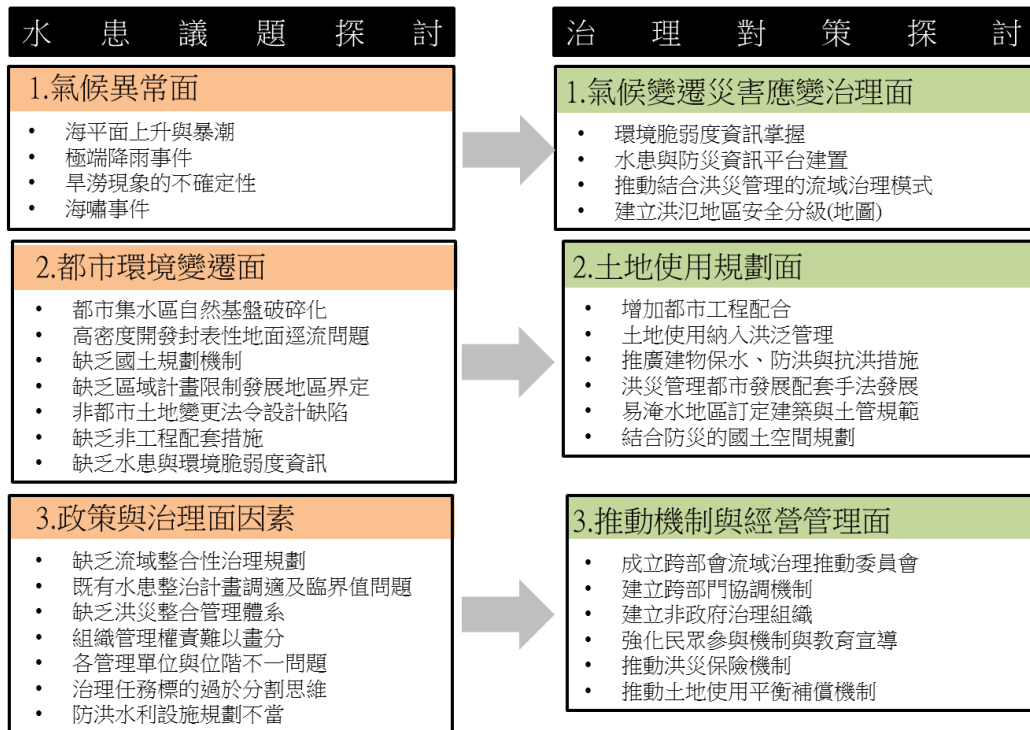 水患議題探討
1.氣候異常面
• 海平面上升與暴潮
• 極端降雨事件
• 旱澇現象的不確定性
• 海嘯事件
2.都市環境變遷面
• 都市集水區自然基盤破碎化
• 高密度開發封表性地面逕流問題
• 缺乏國土規劃機制
• 缺乏區域計畫限制發展地區界定
• 非都市土地變更法令設計缺陷
• 缺乏非工程配套措施
• 缺乏水患與環境脆弱度資訊
3.政策與治理面因素
• 缺乏流域整合性治理規劃
• 既有水患整治計畫調適及臨界值問題
• 缺乏洪災整合管理體系
• 組織管理權責難以畫分
• 各管理單位與位階不一問題
• 治理任務標的過於分割思維
• 防洪水利設施規劃不當
治理對策探討
1.氣候變遷災害應變治理面
• 環境脆弱度資訊掌握
• 水患與防災資訊平台建置
• 推動結合洪災管理的流域治理模式
• 建立洪氾地區安全分級(地圖)
2.土地使用規劃面
• 增加都市工程配合
• 土地使用納入洪泛管理
• 推廣建物保水、防洪與抗洪措施
• 洪災管理都市發展配套手法發展
• 易淹水地區訂定建築與土管規範
• 結合防災的國土空間規劃
3.推動機制與經營管理面
• 成立跨部會流域治理推動委員會
• 建立跨部門協調機制
• 建立非政府治理組織
• 強化民眾參與機制與教育宣導
• 推動洪災保險機制
• 推動土地使用平衡補償機制